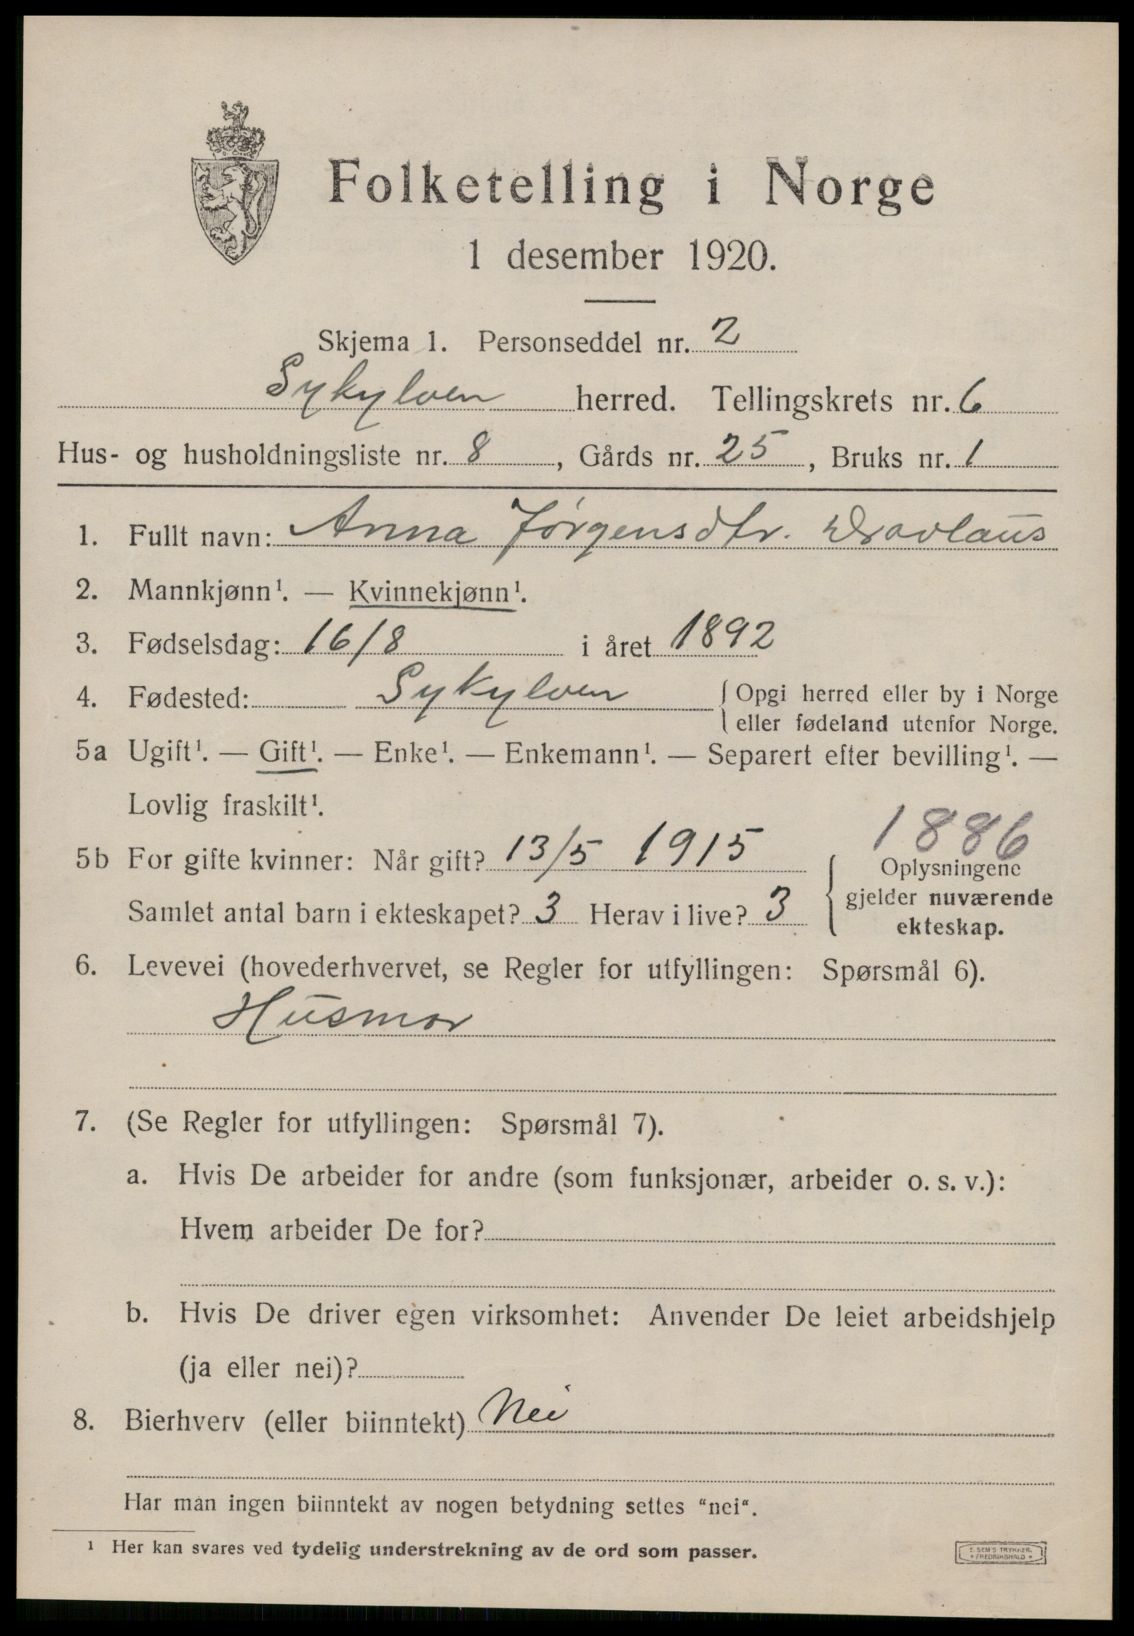 Folketelling i Norge
1 desember 1920.
Skjema 1. Personseddel nr. 2
Sykylven herred. Tellingskrets nr. 6
Hus- og husholdningsliste nr. 8, Gårds nr. 25, Bruks nr. 1
1. Fullt navn: Anna Jørgensdtr. Dravlaus
2. Mannkjønn¹. — Kvinnekjønn¹.
3. Fødselsdag: 16/8 i året 1892
4. Fødested: Sykylven { Opgi herred eller by i Norge
eller fødeland utenfor Norge.
5a Ugift¹. — Gift¹. — Enke¹. — Enkemann¹. — Separert efter bevilling¹. —
Lovlig fraskilt¹.
1886
5b For gifte kvinner: Når gift? 13/5 1915
Samlet antal barn i ekteskapet? 3 Herav i live? 3
{ Oplysningene
gjelder nuværende
ekteskap.
6. Levevei (hovederhvervet, se Regler for utfyllingen: Spørsmål 6).
Husmor
7. (Se Regler for utfyllingen: Spørsmål 7).
a. Hvis De arbeider for andre (som funksjonær, arbeider o. s. v.):
Hvem arbeider De for?
b. Hvis De driver egen virksomhet: Anvender De leiet arbeidshjelp
(ja eller nei)?
8. Bierhverv (eller biinntekt) Nei
Har man ingen biinntekt av nogen betydning settes "nei".
¹ Her kan svares ved tydelig understrekning av de ord som passer.
E. SEM'S TRYKKERI
• FREDRIKSHALD •